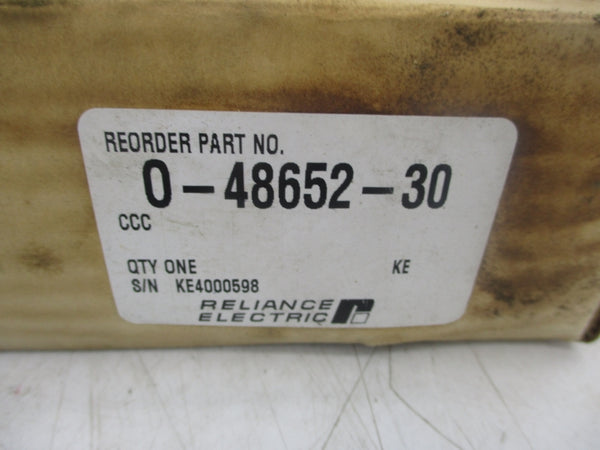 REORDER PART NO.
0-48652-30
CCC
QTY ONE KE
S/N KE4000598
RELIANCE
ELECTRIC